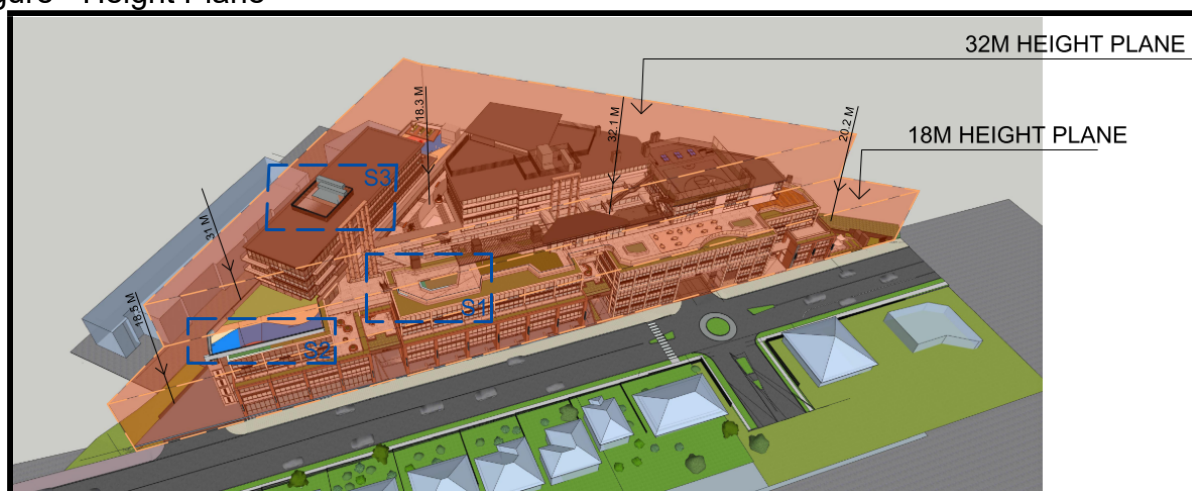 32M HEIGHT PLANE
18.3 M
32.1 M
20.2 M
18M HEIGHT PLANE
S3
31 M
S1
18.5 M
S2